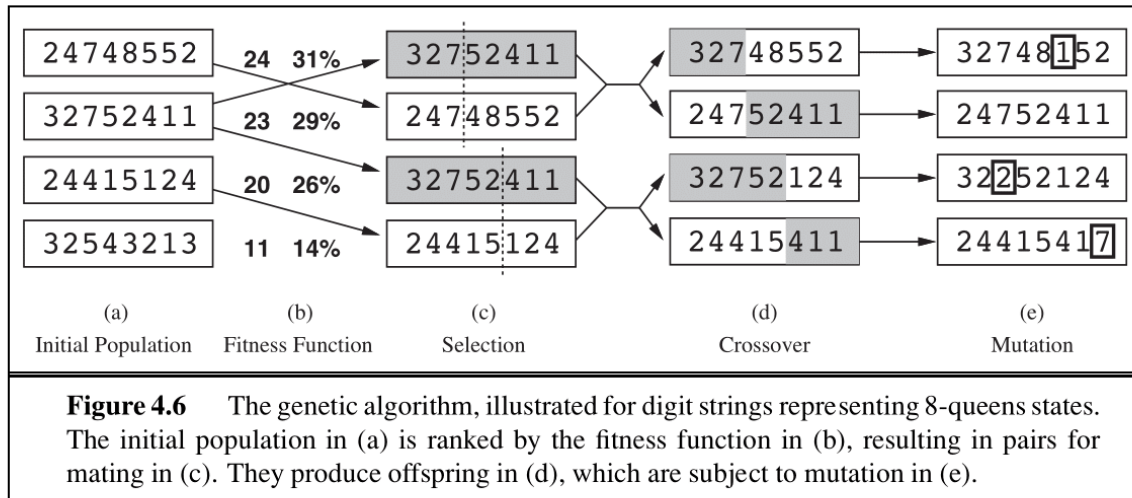 24748552 24 31% 32752411 32748552 32748152
32752411 23 29% 24748552 24752411 24752411
24415124 20 26% 32752411 32752124 32252124
32543213 11 14% 24415124 24415411 24415417
(a) (b) (c) (d) (e)
Initial Population Fitness Function Selection Crossover Mutation
Figure 4.6 The genetic algorithm, illustrated for digit strings representing 8-queens states.
The initial population in (a) is ranked by the fitness function in (b), resulting in pairs for
mating in (c). They produce offspring in (d), which are subject to mutation in (e).